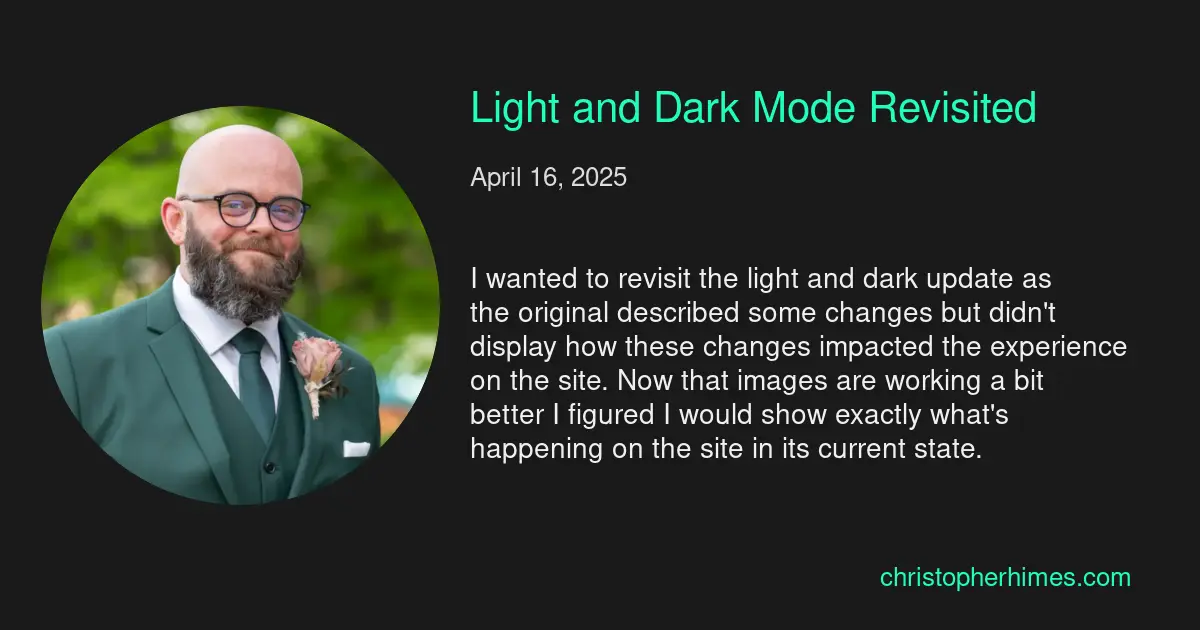 Light and Dark Mode Revisited
April 16, 2025
I wanted to revisit the light and dark update as
the original described some changes but didn't
display how these changes impacted the experience
on the site. Now that images are working a bit
better I figured I would show exactly what's
happening on the site in its current state.
christopherhimes.com